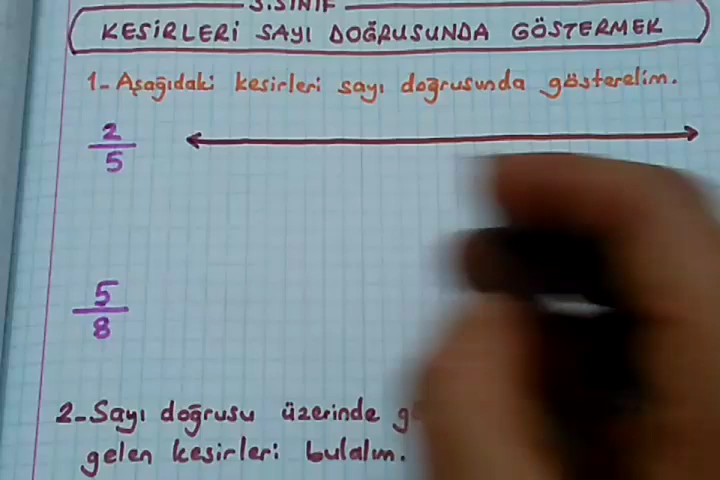 SINIF
KESİRLERİ SAYI DOĞRUSUNDA GÖSTERMEK
1-Aşağıdaki kesirleri sayı doğrusunda gösterelim.
2
5
5
8
2-Sayı doğrusu üzerinde
gelen kesirleri bulalım.